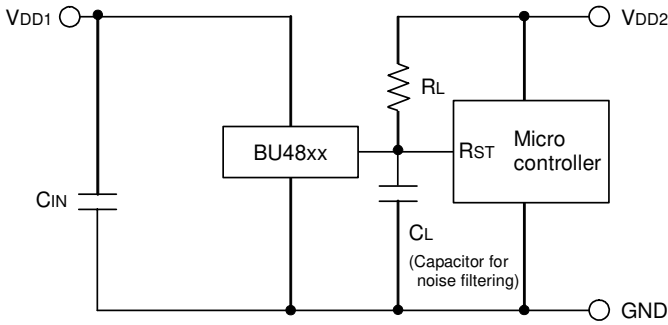 VDD1
VDD2
RL
BU48xx
RST
Micro
controller
CIN
CL
(Capacitor for
noise filtering)
GND